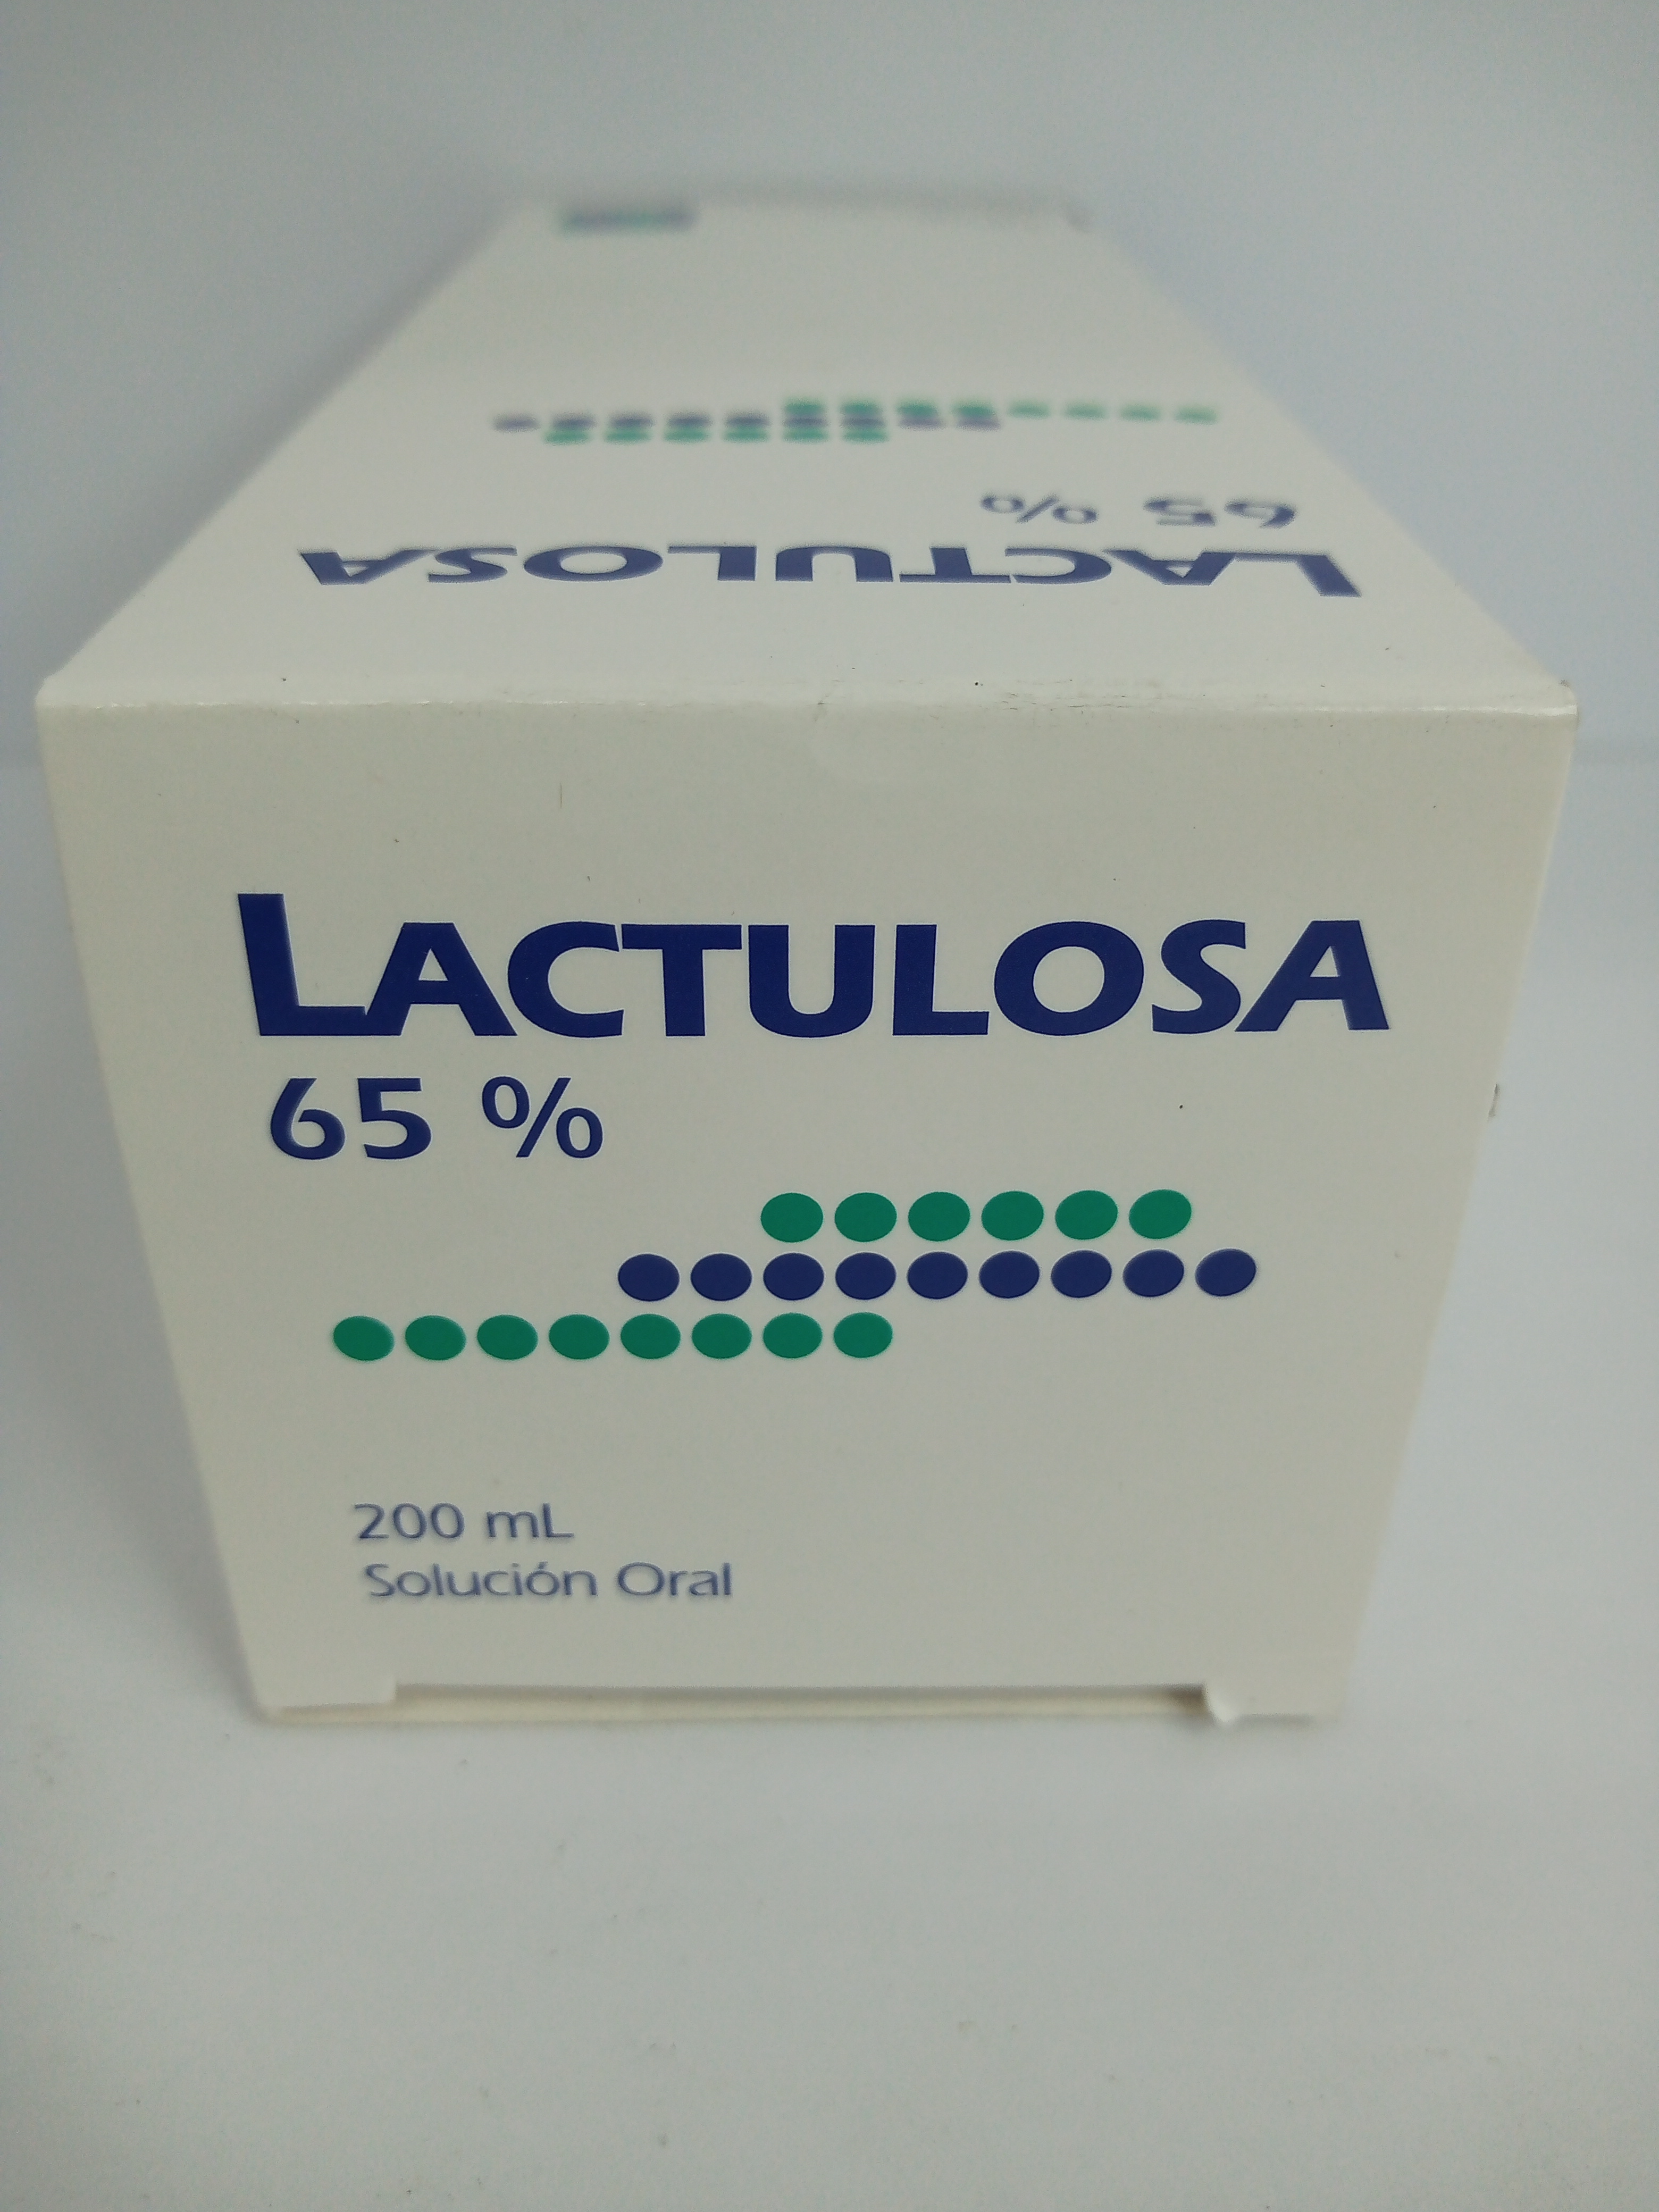 LACTULOSA
65 %
LACTULOSA
65 %
200 mL
Solución Oral